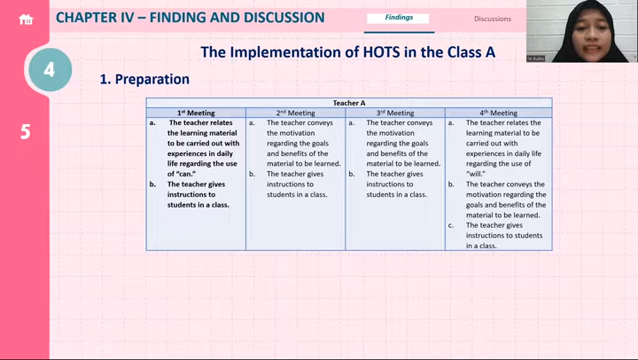 CHAPTER IV – FINDING AND DISCUSSION
Findings
Discussions
4
5
The Implementation of HOTS in the Class A
1. Preparation
Teacher A
1st Meeting
a. The teacher relates
the learning material
to be carried out with
experiences in daily
life regarding the use
of “can.”
b. The teacher gives
instructions to
students in a class.
2nd Meeting
a. The teacher conveys
the motivation
regarding the goals
and benefits of the
material to be learned.
b. The teacher gives
instructions to
students in a class.
3rd Meeting
a. The teacher conveys
the motivation
regarding the goals
and benefits of the
material to be learned.
b. The teacher gives
instructions to
students in a class.
4th Meeting
a. The teacher relates the
learning material to be
carried out with
experiences in daily life
regarding the use of
“will.”
b. The teacher conveys the
motivation regarding the
goals and benefits of the
material to be learned.
c. The teacher gives
instructions to students
in a class.